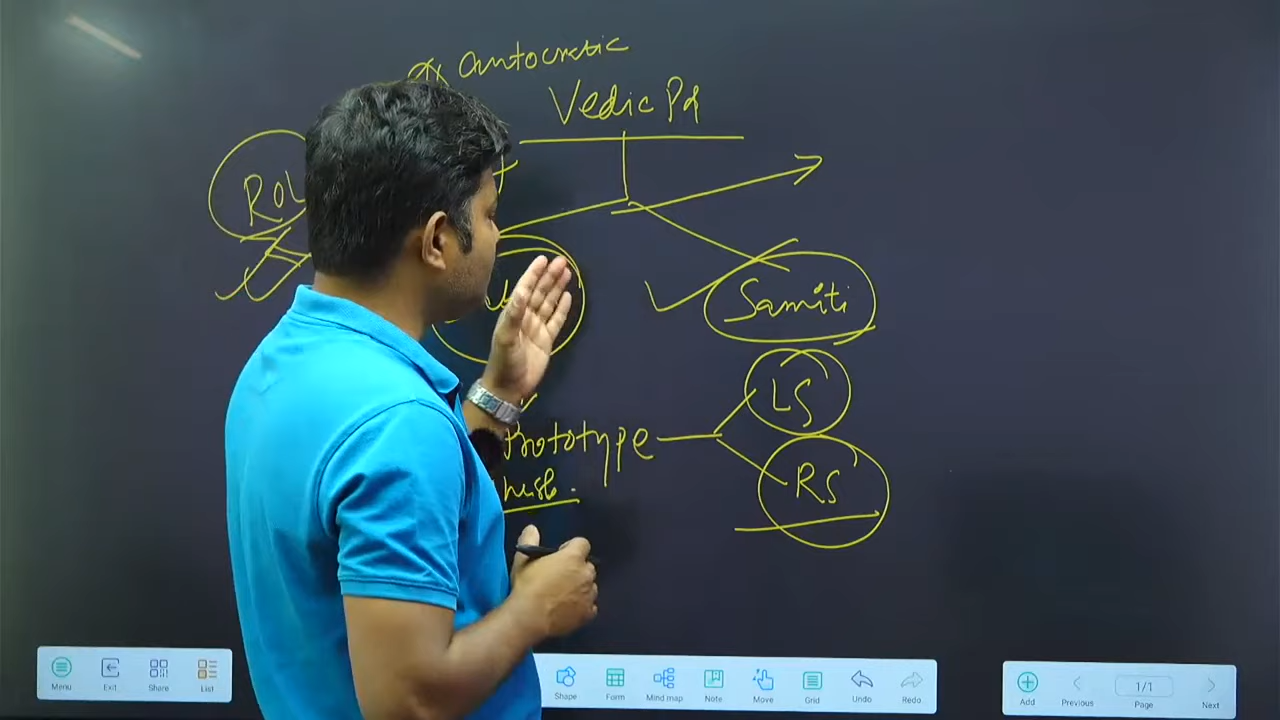 autocratic
Vedic Pd
ROL
Samiti
LS
Prototype
RS
Menu Exit Share List Shape Form Mind map Note Move Grid Undo Redo Add Previous 1/1 Page Next